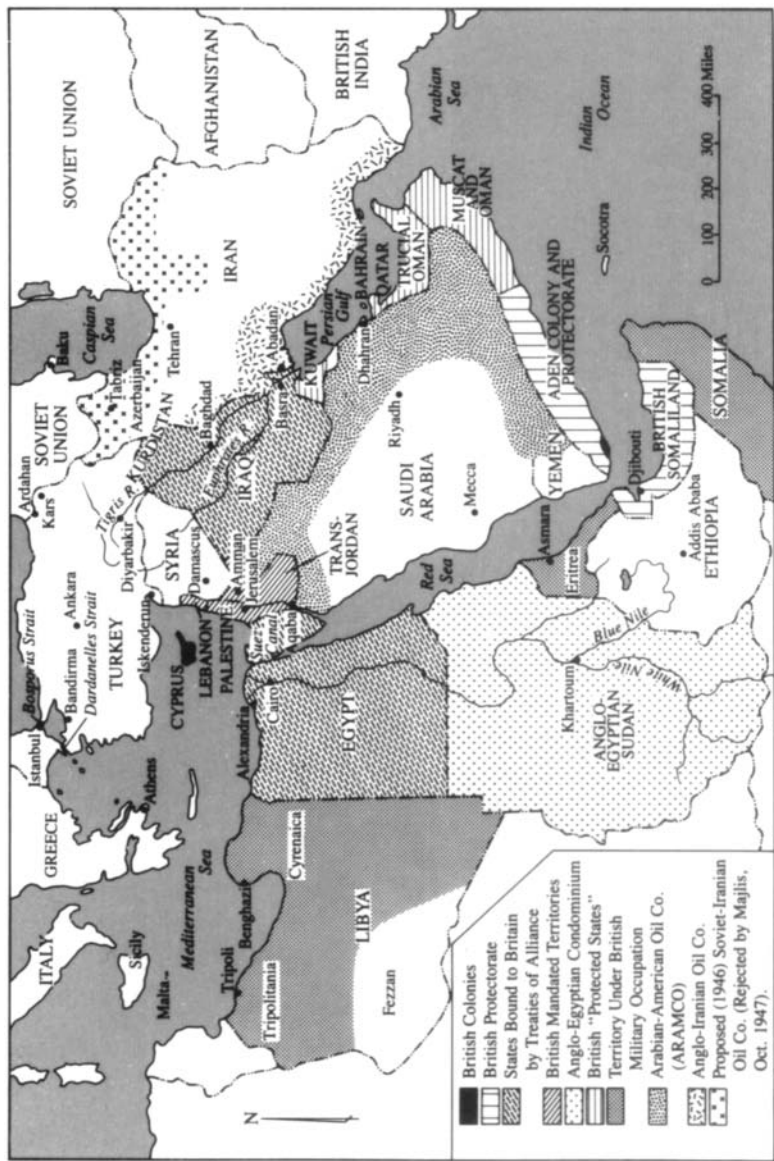 ITALY
GREECE
Istanbul
Bosporus Strait
Bandirma
Dardanelles Strait
Ankara
TURKEY
Ardahan
Kars
SOVIET
UNION
Baku
Caspian
Sea
SOVIET UNION
Tabriz
Azerbaijan
Tehran
IRAN
AFGHANISTAN
BRITISH
INDIA
Sicily
Malta
Mediterranean
Sea
Athens
Iskenderun
Diyarbakir
Tigris R.
KURDISTAN
CYPRUS
SYRIA
LEBANON
Damascus
PALESTINE
Amman
Jerusalem
Baghdad
Euphrates R.
IRAQ
Basra
Abadan
KUWAIT
Persian
Gulf
Dhahran
BAHRAIN
QATAR
TRUCIAL
OMAN
MUSCAT
AND
OMAN
Arabian
Sea
Tripoli
Benghazi
Tripolitania
Cyrenaica
LIBYA
Fezzan
Alexandria
Cairo
Suez
Canal
Aqaba
EGYPT
TRANS-
JORDAN
Riyadh
SAUDI
ARABIA
Mecca
Red
Sea
YEMEN
ADEN COLONY AND
PROTECTORATE
Socotra
Indian
Ocean
Khartoum
ANGLO-
EGYPTIAN
SUDAN
Blue Nile
White Nile
Asmara
Eritrea
Addis Ababa
ETHIOPIA
Djibouti
BRITISH
SOMALILAND
SOMALIA
N
British Colonies
British Protectorate
States Bound to Britain
by Treaties of Alliance
British Mandated Territories
Anglo-Egyptian Condominium
British "Protected States"
Territory Under British
Military Occupation
Arabian-American Oil Co.
(ARAMCO)
Anglo-Iranian Oil Co.
Proposed (1946) Soviet-Iranian
Oil Co. (Rejected by Majlis,
Oct. 1947).
0 100 200 300 400 Miles